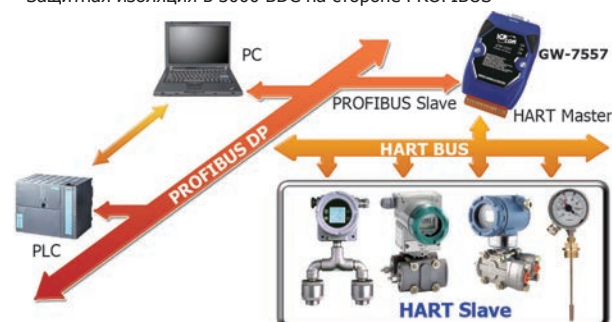 Защитная изоляция в 3000 ВDC на стороне PROFIBUS
PC
GW-7557
PROFIBUS Slave
HART Master
PROFIBUS DP
HART BUS
PLC
HART Slave